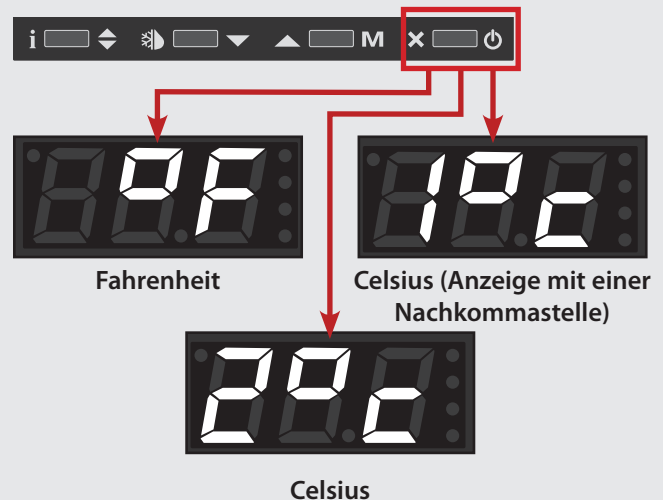 i M
°F 1°c
Fahrenheit Celsius (Anzeige mit einer
Nachkommastelle)
2°c
Celsius